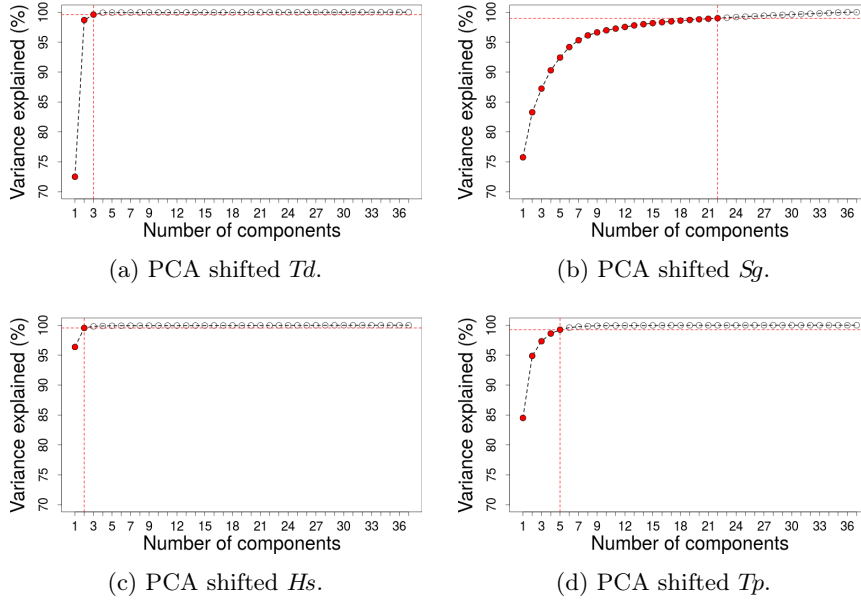 Variance explained (%)
100
95
90
85
80
75
70
1 3 5 7 9 12 15 18 21 24 27 30 33 36
Number of components
(a) PCA shifted Td.
Variance explained (%)
100
95
90
85
80
75
70
1 3 5 7 9 12 15 18 21 24 27 30 33 36
Number of components
(b) PCA shifted Sg.
Variance explained (%)
100
95
90
85
80
75
70
1 3 5 7 9 12 15 18 21 24 27 30 33 36
Number of components
(c) PCA shifted Hs.
Variance explained (%)
100
95
90
85
80
75
70
1 3 5 7 9 12 15 18 21 24 27 30 33 36
Number of components
(d) PCA shifted Tp.